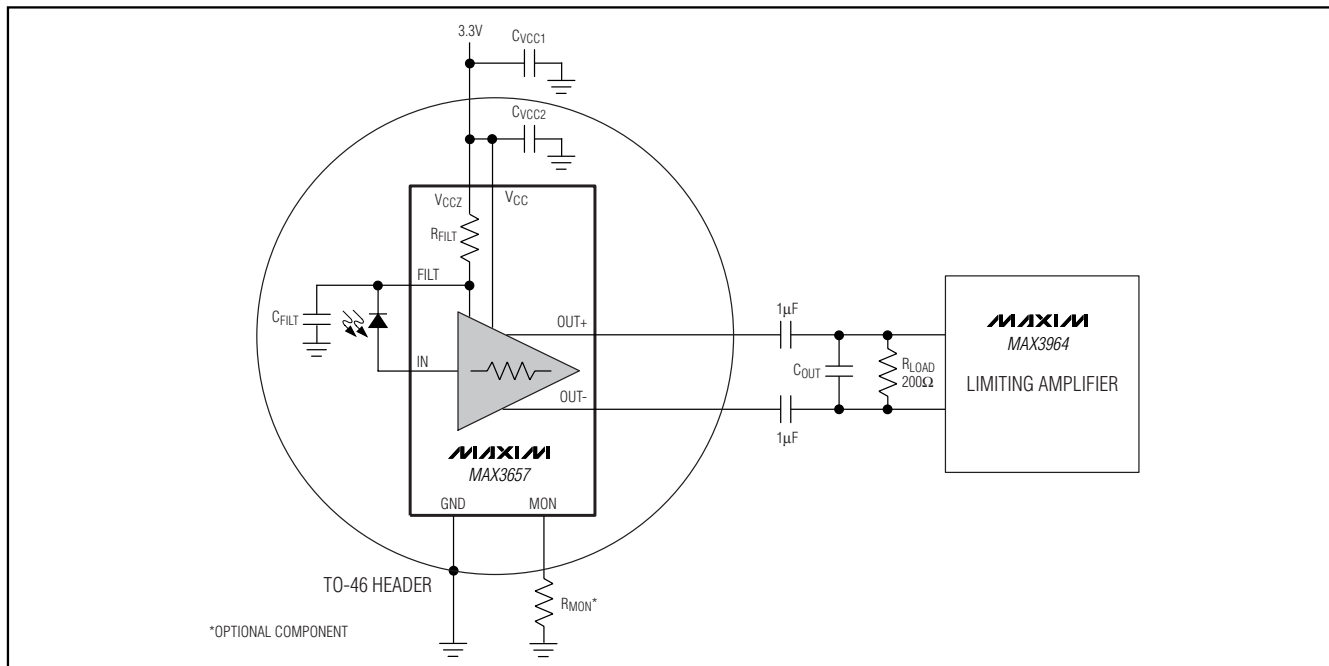 3.3V
CVCC1
CVCC2
VCCZ
VCC
RFILT
FILT
CFILT
IN
OUT+
OUT-
MAXIM
MAX3657
GND
MON
TO-46 HEADER
RMON*
*OPTIONAL COMPONENT
1µF
1µF
COUT
RLOAD
200Ω
MAXIM
MAX3964
LIMITING AMPLIFIER